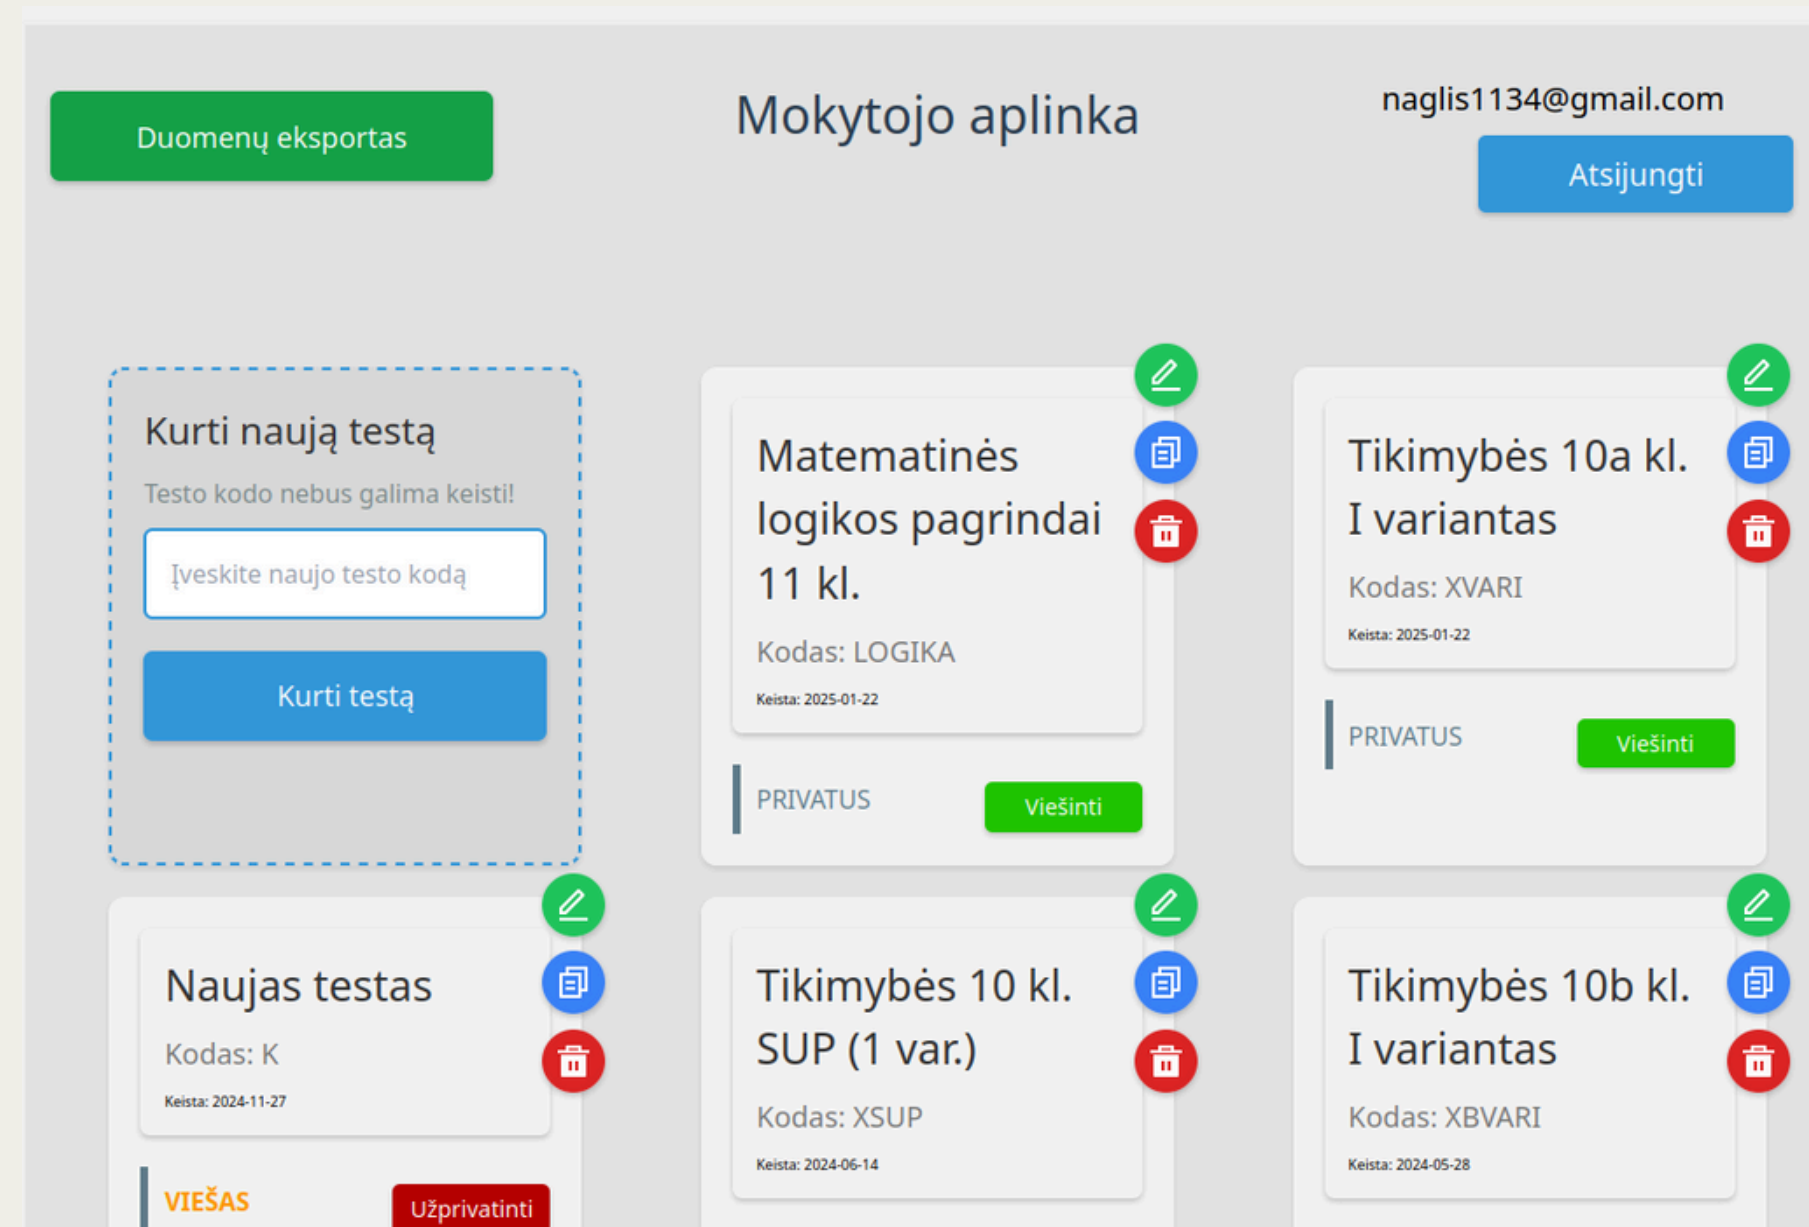 Duomenų eksportas
Mokytojo aplinka
naglis1134@gmail.com
Atsijungti
Kurti naują testą
Testo kodo nebus galima keisti!
Įveskite naujo testo kodą
Kurti testą
Matematinės
logikos pagrindai
11 kl.
Kodas: LOGIKA
Keista: 2025-01-22
PRIVATUS
Viešinti
Tikimybės 10a kl.
I variantas
Kodas: XVARI
Keista: 2025-01-22
PRIVATUS
Viešinti
Naujas testas
Kodas: K
Keista: 2024-11-27
VIEŠAS
Užprivatinti
Tikimybės 10 kl.
SUP (1 var.)
Kodas: XSUP
Keista: 2024-06-14
Tikimybės 10b kl.
I variantas
Kodas: XBVARI
Keista: 2024-05-28